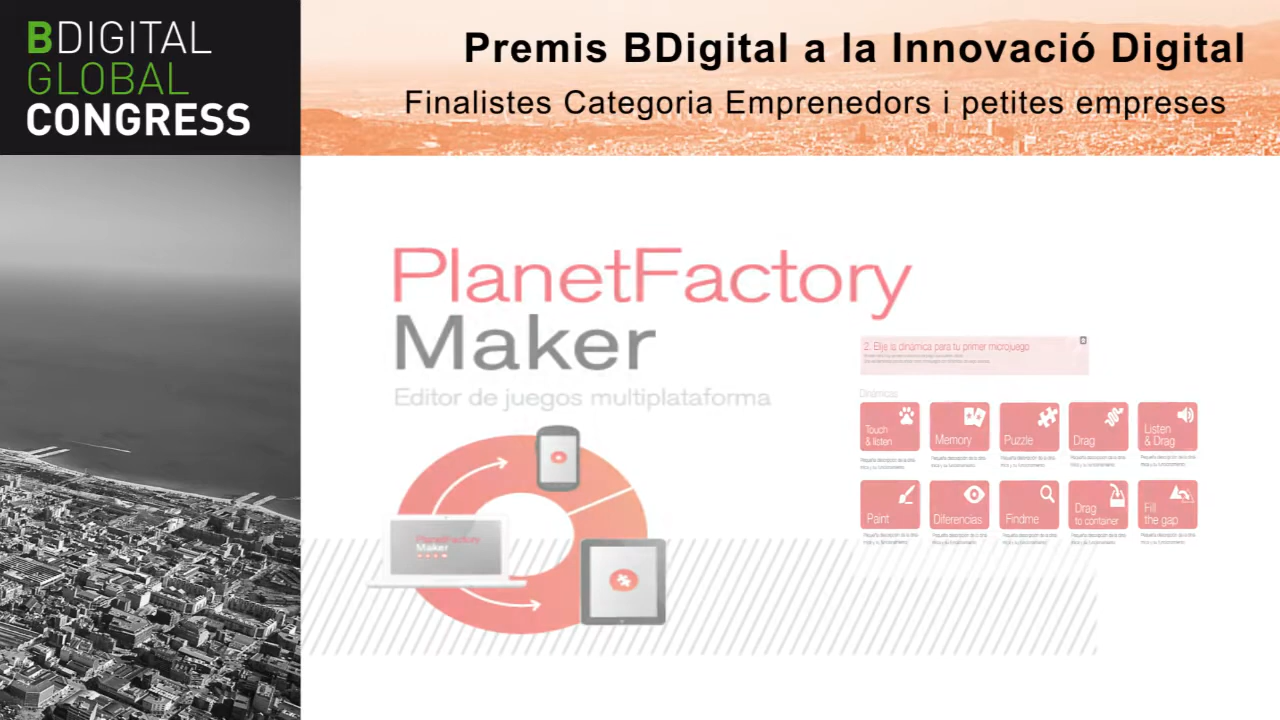 BDIGITAL
GLOBAL
CONGRESS
Premis BDigital a la Innovació Digital
Finalistes Categoria Emprenedors i petites empreses
PlanetFactory
Maker
Editor de juegos multiplataforma
2. Elije la dinámica para tu primer microjuego
Dinámicas
Touch
& listen
Memory
Puzzle
Drag
Listen
& Drag
Paint
Diferencias
Findme
Drag
to container
Fill
the gap
PlanetFactory
Maker